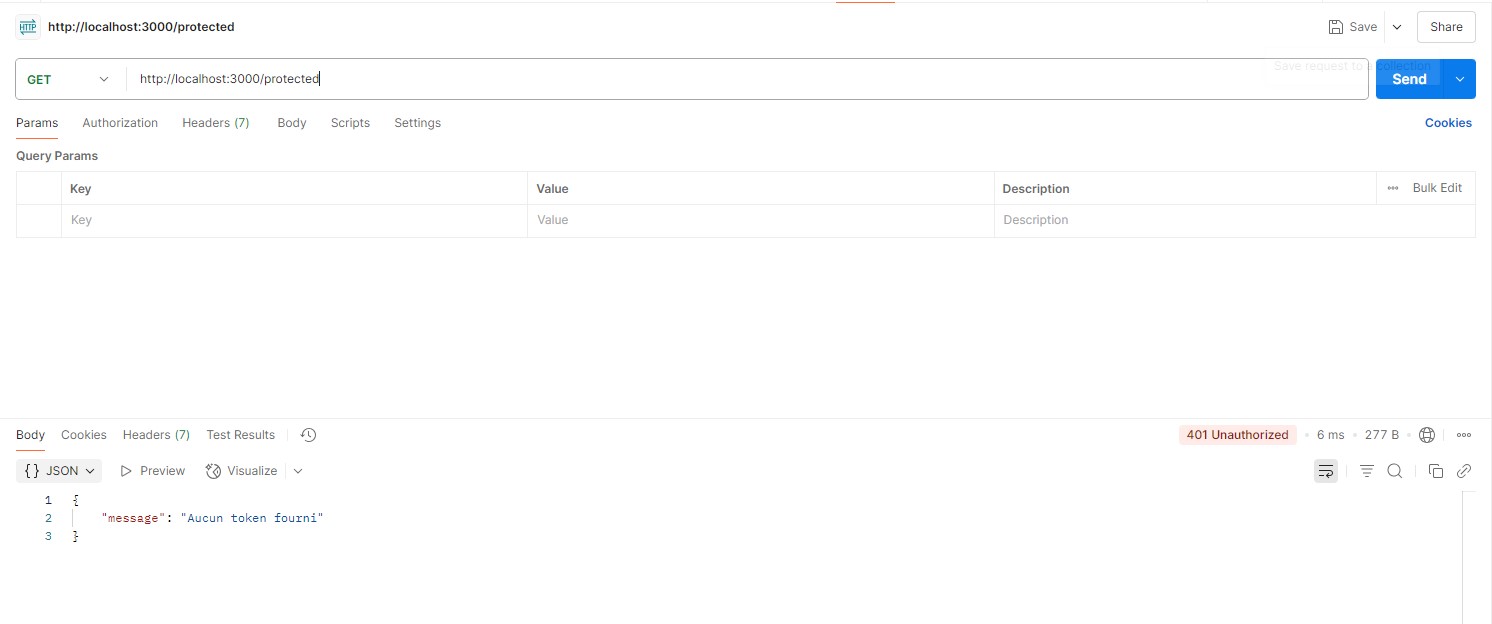 HTTP http://localhost:3000/protected Save Share
GET http://localhost:3000/protected Save request to a collection Send
Params Authorization Headers (7) Body Scripts Settings Cookies
Query Params
Key Value Description Bulk Edit
Key Value Description
Body Cookies Headers (7) Test Results 401 Unauthorized • 6 ms • 277 B •
{} JSON Preview Visualize
1 {
2 "message": "Aucun token fourni"
3 }